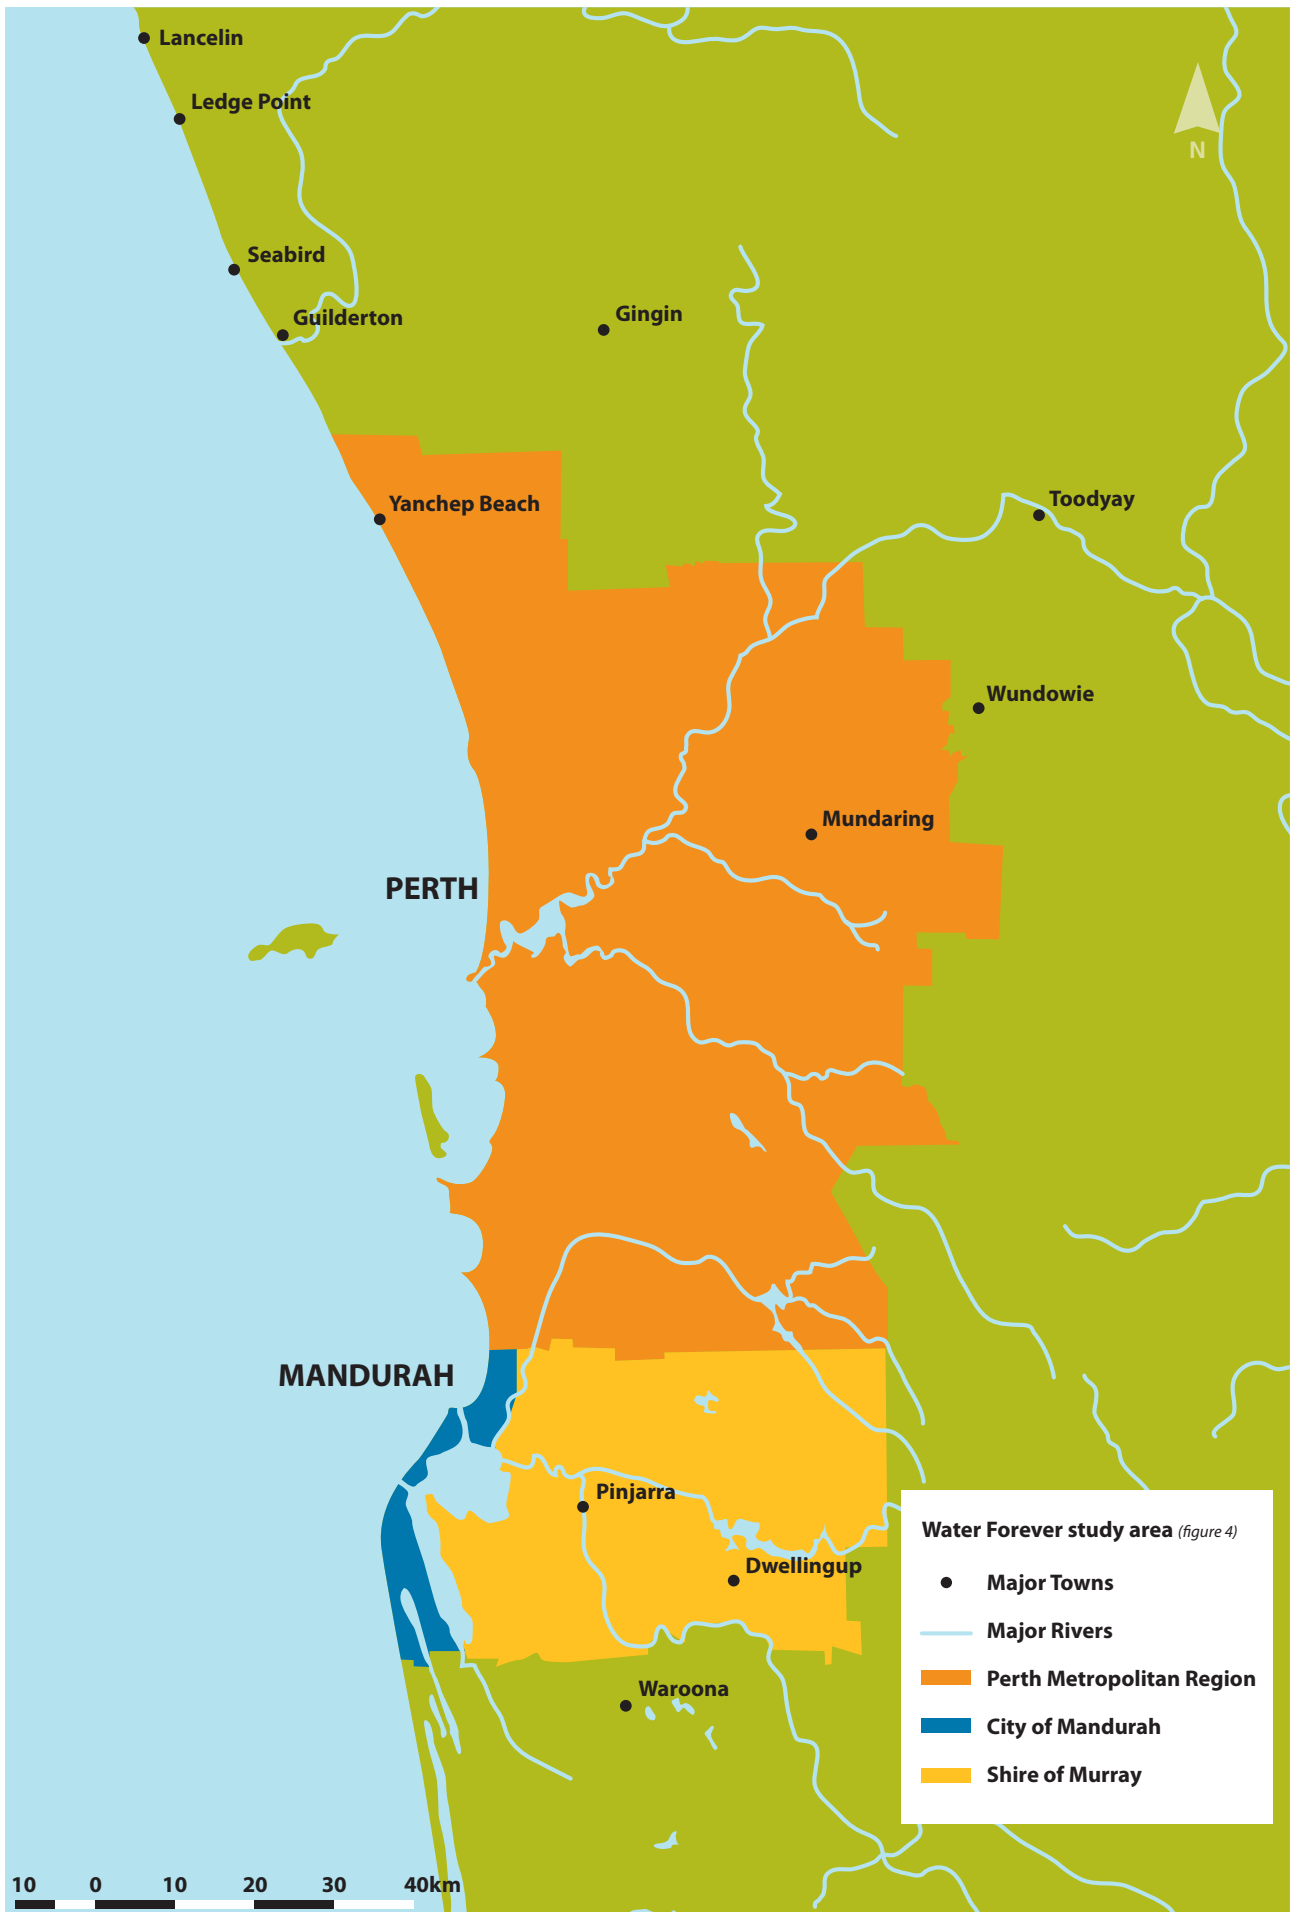 Lancelin
Ledge Point
N
Seabird
Guilderton
Gingin
Yanchep Beach
Toodyay
Wundowie
Mundaring
PERTH
MANDURAH
Pinjarra
Dwellingup
Waroona
Water Forever study area (figure 4)
Major Towns
Major Rivers
Perth Metropolitan Region
City of Mandurah
Shire of Murray
10 0 10 20 30 40km